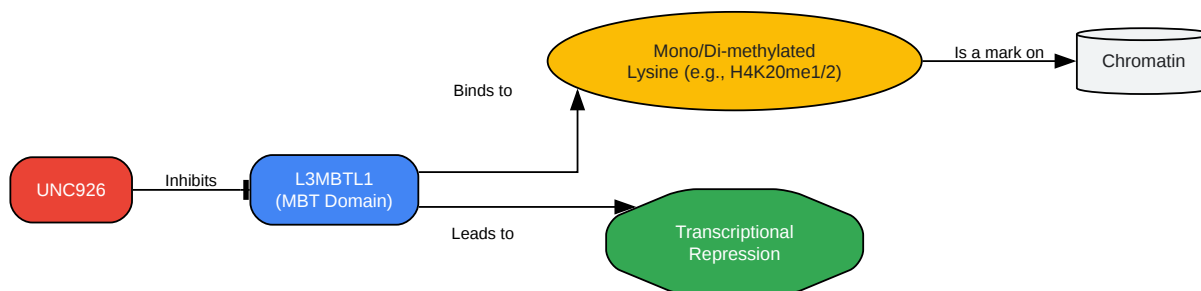 UNC926
Inhibits
L3MBTL1
(MBT Domain)
Binds to
Leads to
Mono/Di-methylated
Lysine (e.g., H4K20me1/2)
Is a mark on
Chromatin
Transcriptional
Repression